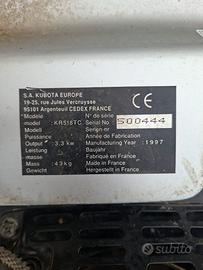 S.A. KUBOTA EUROPE
19-25, rue Jules Vercruysse
95101 Argenteuil CEDEX FRANCE
Modèle N° de série
model KRS18TC Serial No S00444
Modell Serign-nr
Puissance Année de Fabrication
Output 3,3 kw Manufacturing Year 1997
Leistung Baujahr
Masse Fabriqué en France
Mass 43 kg Made in France
Gewicht Hergestellt in France
CE
subito